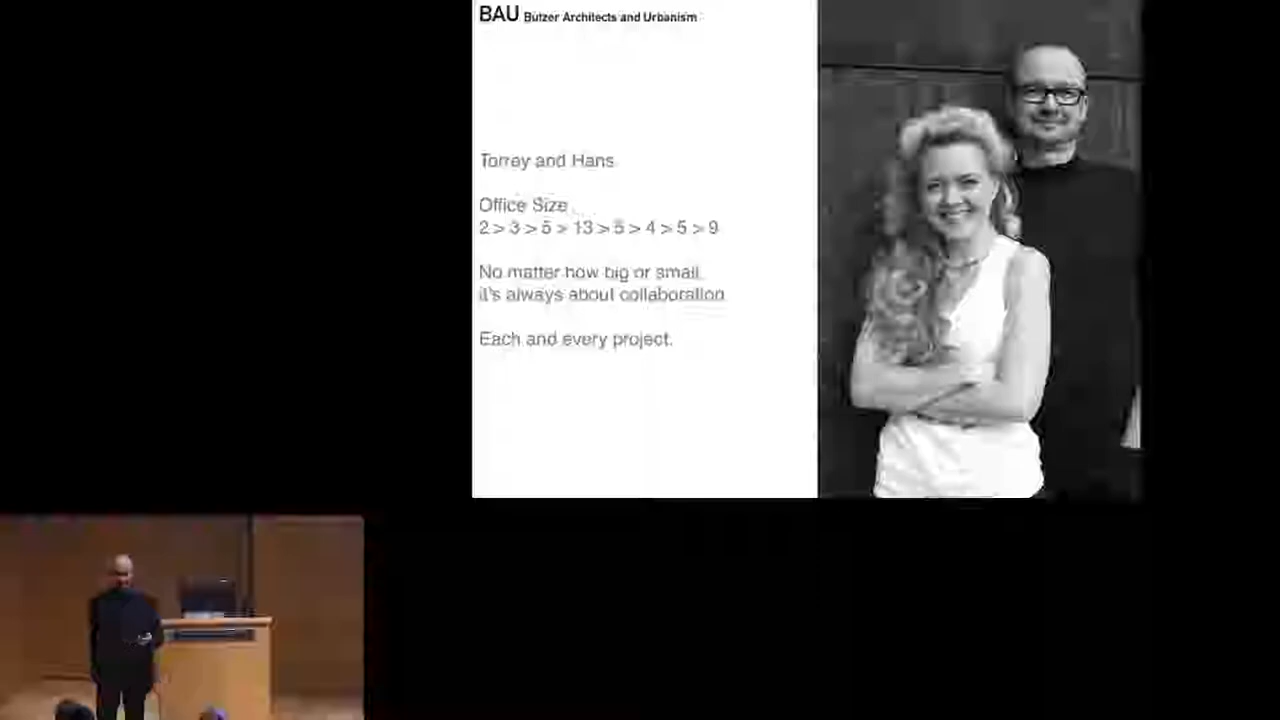 BAU Butzer Architects and Urbanism
Torrey and Hans
Office Size
2 > 3 > 5 > 13 > 5 > 4 > 5 > 9
No matter how big or small,
it's always about collaboration
Each and every project.